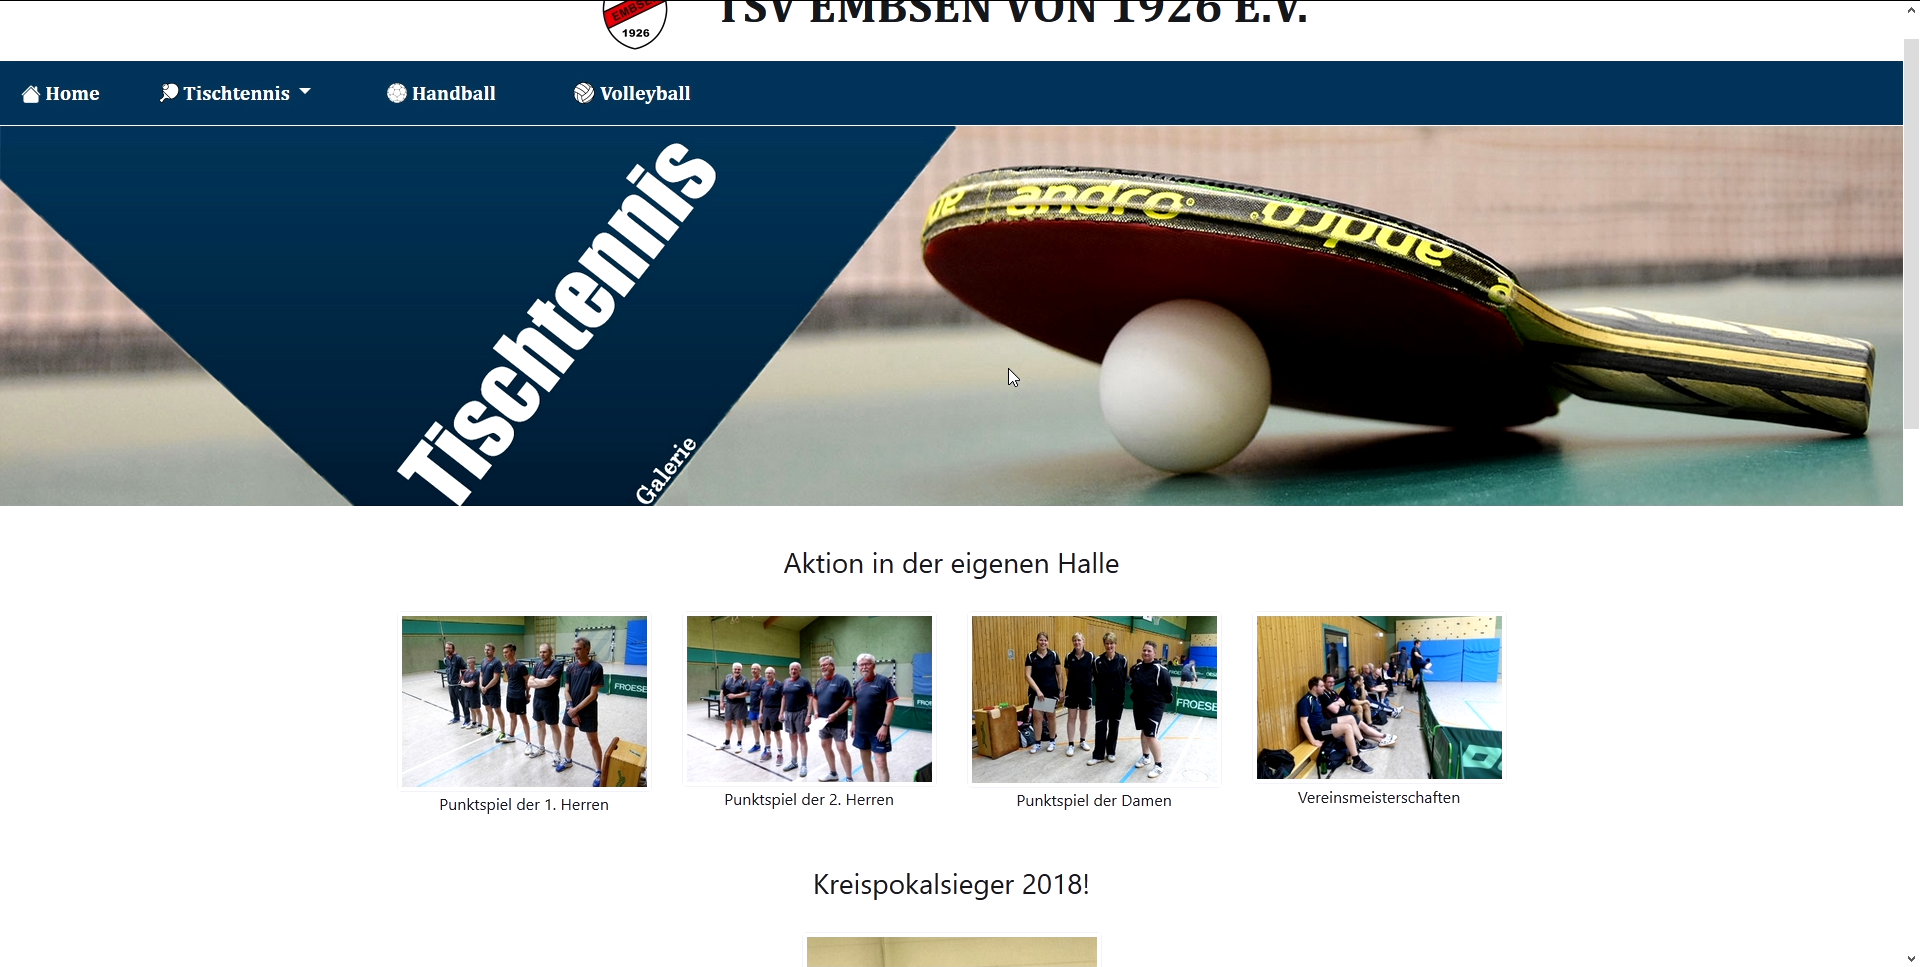 EMBSEN
1926
TSV EMBSEN VON 1926 E.V.
Home
Tischtennis
Handball
Volleyball
Tischtennis
Galerie
andro
andro
Aktion in der eigenen Halle
FROESE
FROESE
Punktspiel der 1. Herren
Punktspiel der 2. Herren
Punktspiel der Damen
Vereinsmeisterschaften
Kreispokalsieger 2018!